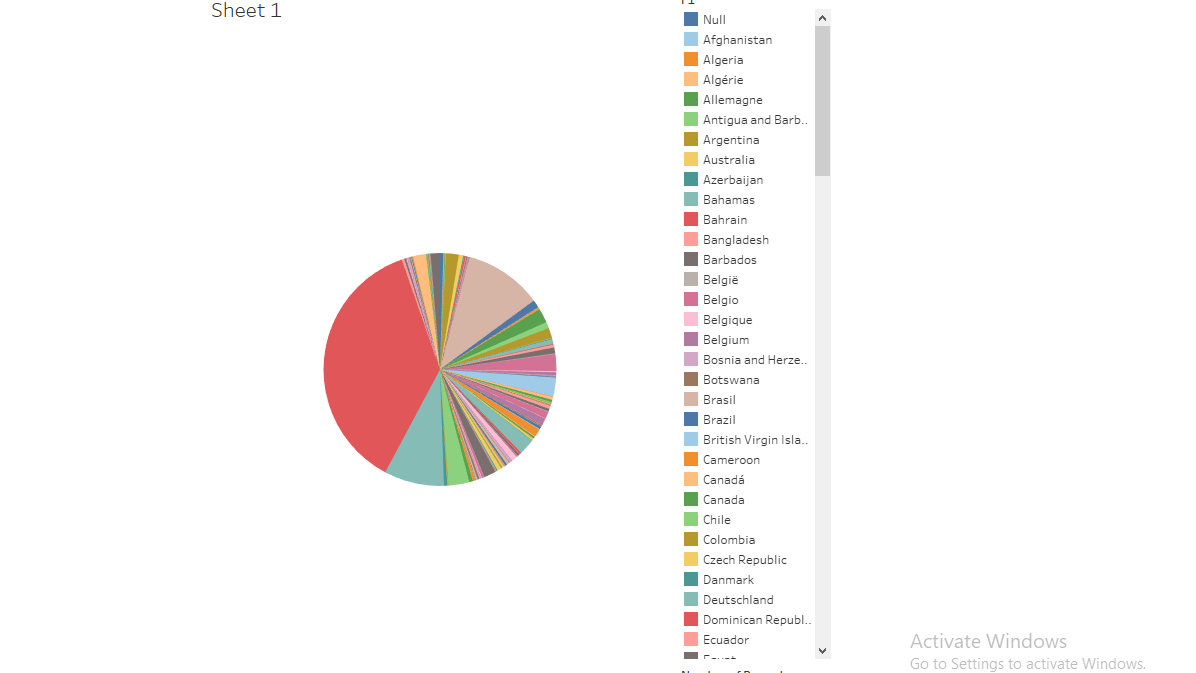 Sheet 1
Null
Afghanistan
Algeria
Algérie
Allemagne
Antigua and Barb..
Argentina
Australia
Azerbaijan
Bahamas
Bahrain
Bangladesh
Barbados
België
Belgio
Belgique
Belgium
Bosnia and Herze..
Botswana
Brasil
Brazil
British Virgin Isla..
Cameroon
Canadá
Canada
Chile
Colombia
Czech Republic
Danmark
Deutschland
Dominican Republ..
Ecuador
Activate Windows
Go to Settings to activate Windows.